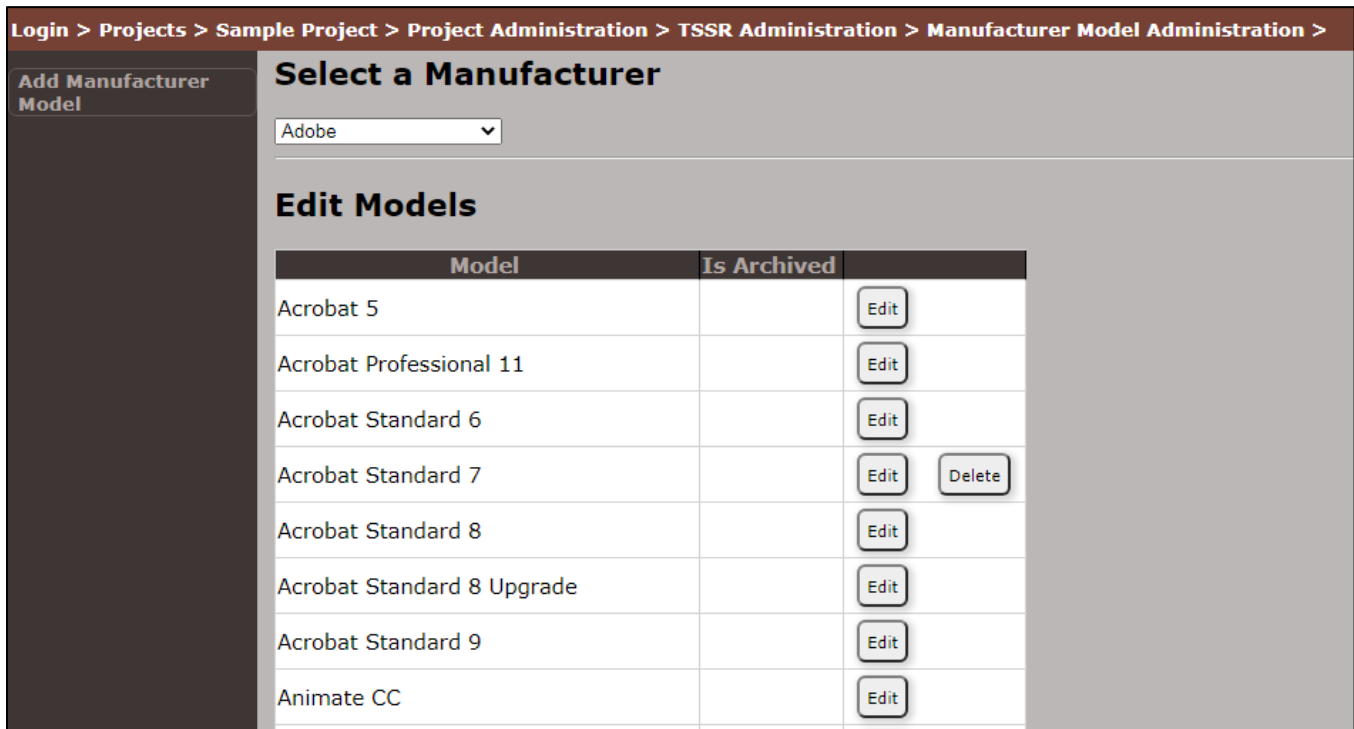 Login > Projects > Sample Project > Project Administration > TSSR Administration > Manufacturer Model Administration >
Add Manufacturer
Model
Select a Manufacturer
Adobe
Edit Models
Model Is Archived
Acrobat 5 Edit
Acrobat Professional 11 Edit
Acrobat Standard 6 Edit
Acrobat Standard 7 Edit Delete
Acrobat Standard 8 Edit
Acrobat Standard 8 Upgrade Edit
Acrobat Standard 9 Edit
Animate CC Edit